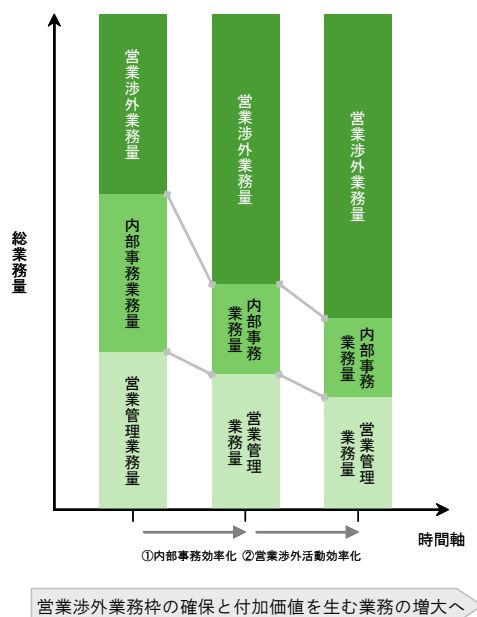 総業務量
営業渉外業務量
内部事務業務量
営業管理業務量
営業渉外業務量
内部事務
業務量
営業管理
業務量
営業渉外業務量
内部事務
業務量
営業管理
業務量
時間軸
①内部事務効率化 ②営業渉外活動効率化
営業渉外業務枠の確保と付加価値を生む業務の増大へ